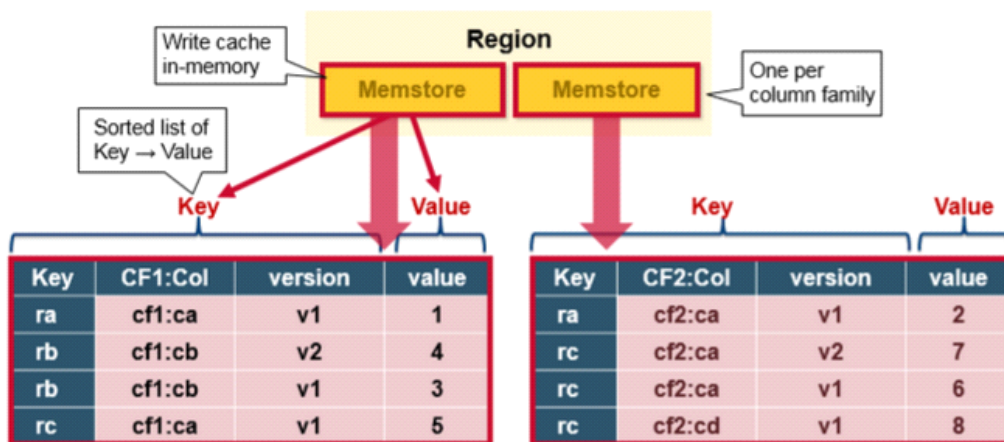 Region
Write cache
in-memory
Memstore
Memstore
One per
column family
Sorted list of
Key → Value
Key
Value
Key
Value
Key CF1:Col version value
ra cf1:ca v1 1
rb cf1:cb v2 4
rb cf1:cb v1 3
rc cf1:ca v1 5
Key CF2:Col version value
ra cf2:ca v1 2
rc cf2:ca v2 7
rc cf2:ca v1 6
rc cf2:cd v1 8